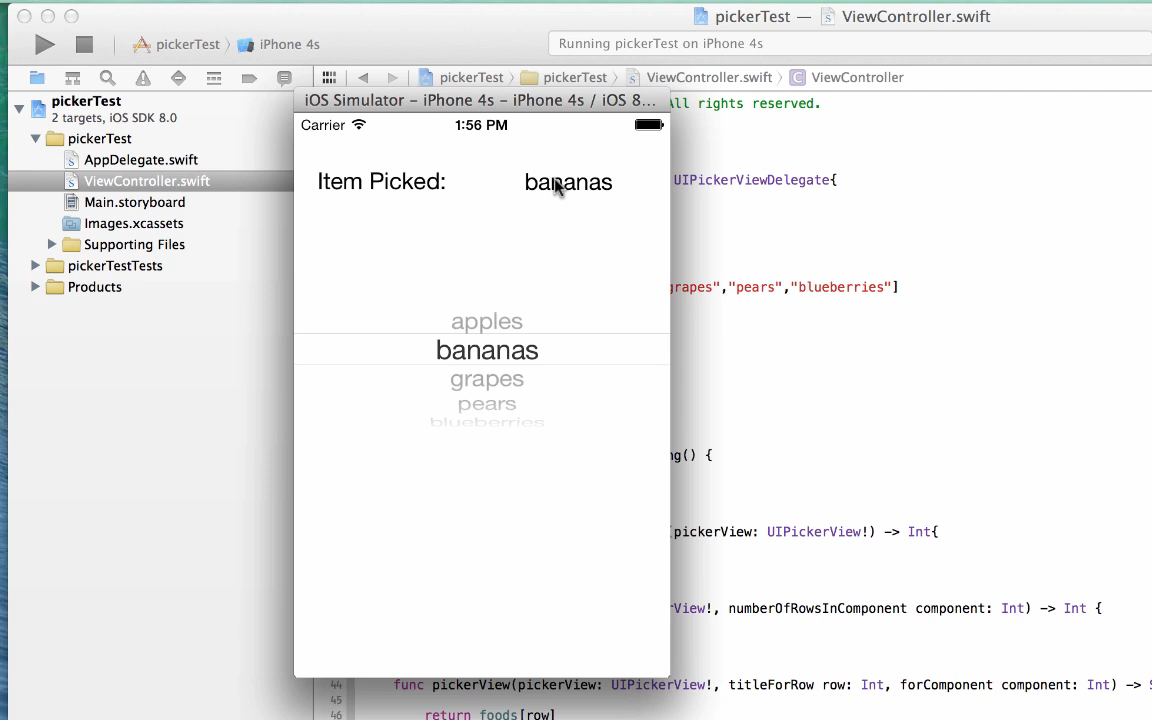 pickerTest — ViewController.swift
pickerTest 〉 iPhone 4s
Running pickerTest on iPhone 4s
pickerTest 〉 pickerTest 〉 ViewController.swift 〉 C ViewController
pickerTest
2 targets, iOS SDK 8.0
pickerTest
AppDelegate.swift
ViewController.swift
Main.storyboard
Images.xcassets
Supporting Files
pickerTestTests
Products
iOS Simulator – iPhone 4s – iPhone 4s / iOS 8...
Carrier 1:56 PM
Item Picked: bananas
apples
bananas
grapes
pears
blueberries
All rights reserved.
UIPickerViewDelegate{
grapes","pears","blueberries"]
ng() {
(pickerView: UIPickerView!) -> Int{
rView!, numberOfRowsInComponent component: Int) -> Int {
44 func pickerView(pickerView: UIPickerView!, titleForRow row: Int, forComponent component: Int) -> S
45
46 return foods[row]